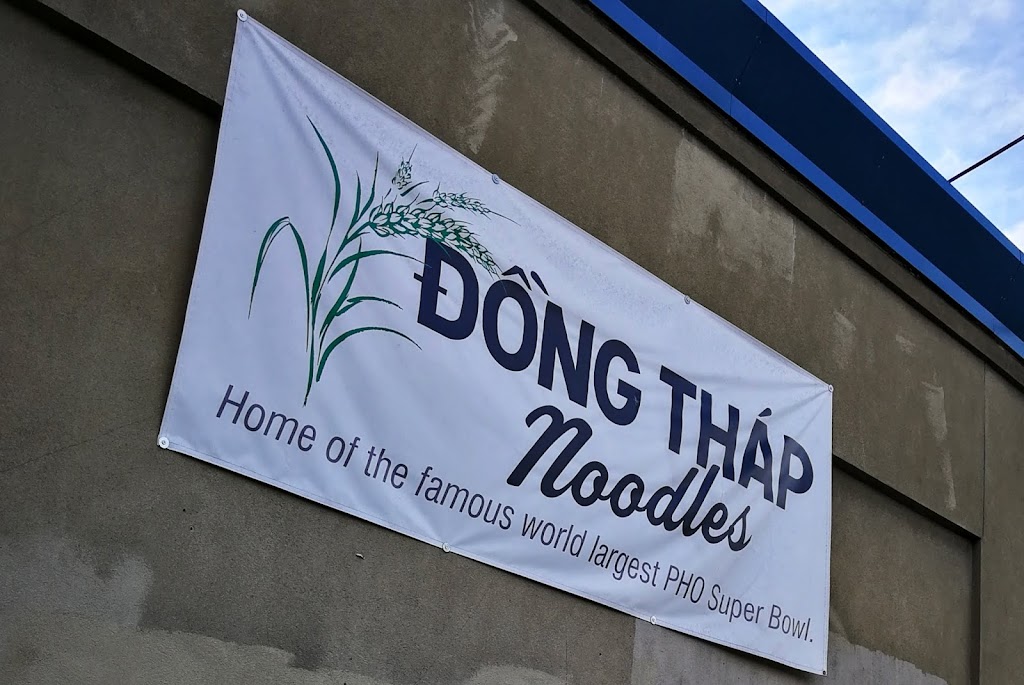 ĐỒNG THÁP
Noodles
Home of the famous world largest PHO Super Bowl.